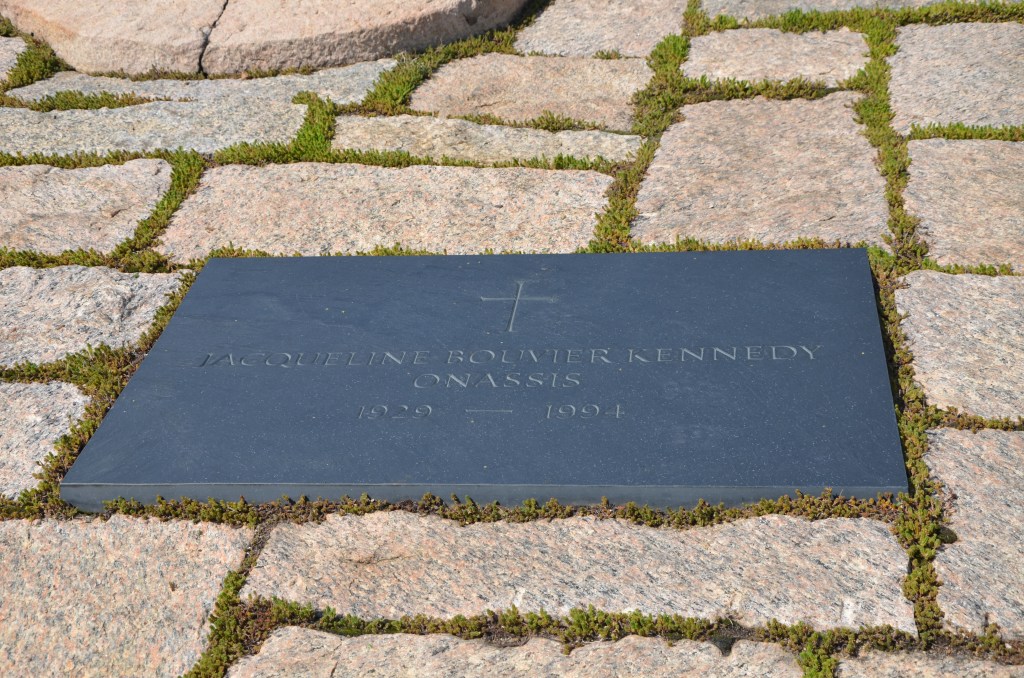 JACQUELINE BOUVIER KENNEDY
ONASSIS
1929 — 1994